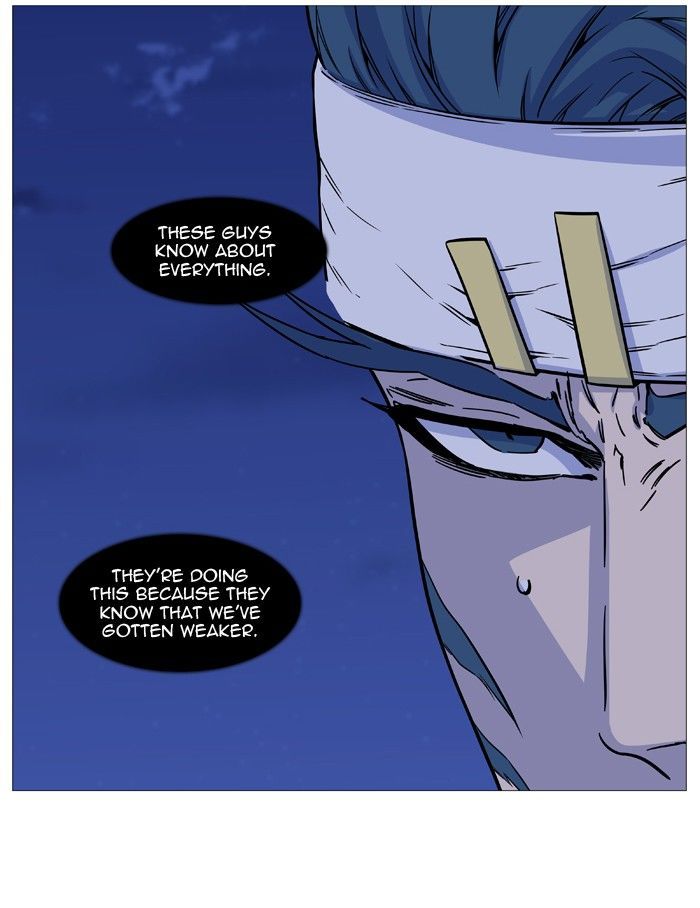 THESE GUYS
KNOW ABOUT
EVERYTHING.
THEY'RE DOING
THIS BECAUSE THEY
KNOW THAT WE'VE
GOTTEN WEAKER.